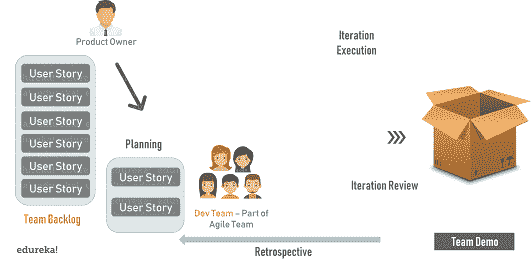 Product Owner
Iteration
Execution
User Story
User Story
User Story
User Story
User Story
User Story
Team Backlog
Planning
User Story
User Story
Dev Team – Part of
Agile Team
Iteration Review
Team Demo
Retrospective
edureka!